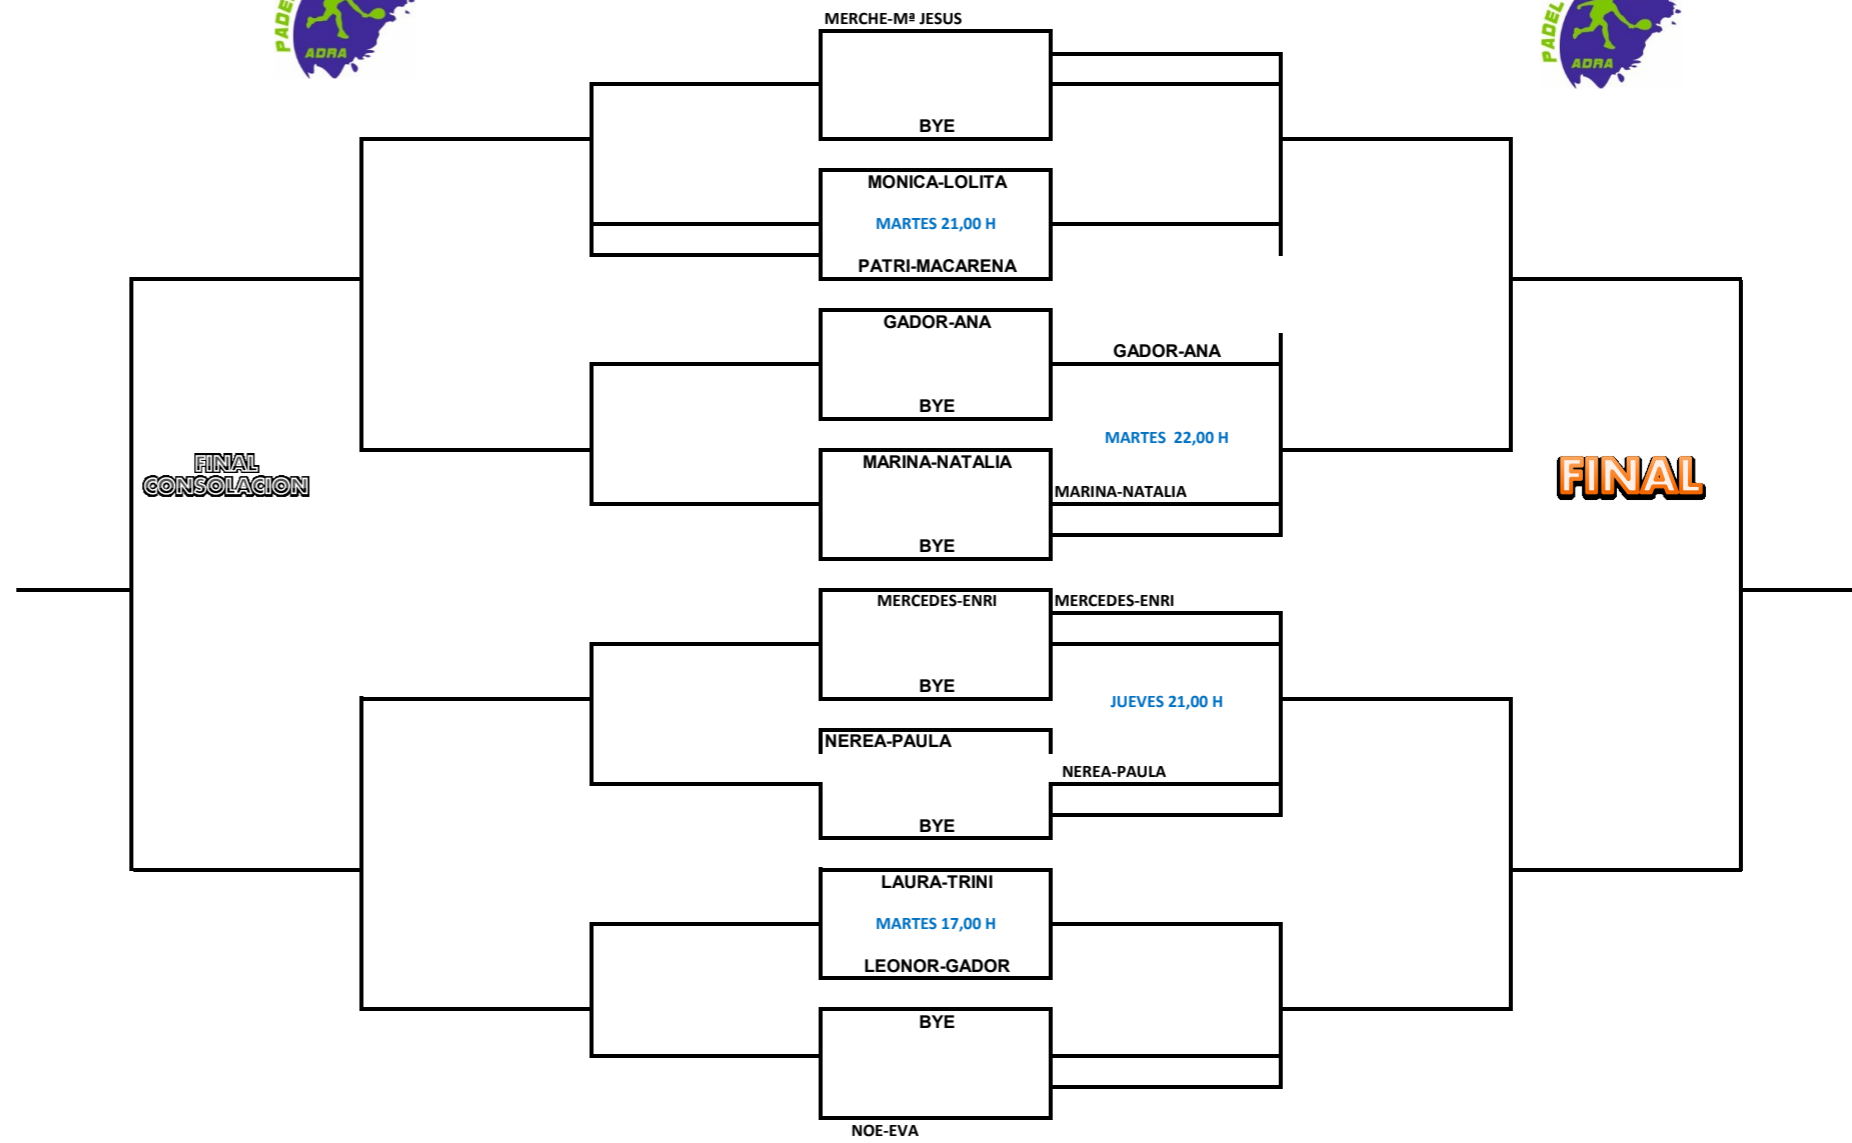 PADEL
ADRA
PADEL
ADRA
MERCHE-Mª JESUS
BYE
MONICA-LOLITA
MARTES 21,00 H
PATRI-MACARENA
GADOR-ANA
GADOR-ANA
BYE
MARTES  22,00 H
MARINA-NATALIA
MARINA-NATALIA
BYE
FINAL
CONSOLACION
FINAL
MERCEDES-ENRI
MERCEDES-ENRI
BYE
JUEVES 21,00 H
NEREA-PAULA
NEREA-PAULA
BYE
LAURA-TRINI
MARTES 17,00 H
LEONOR-GADOR
BYE
NOE-EVA